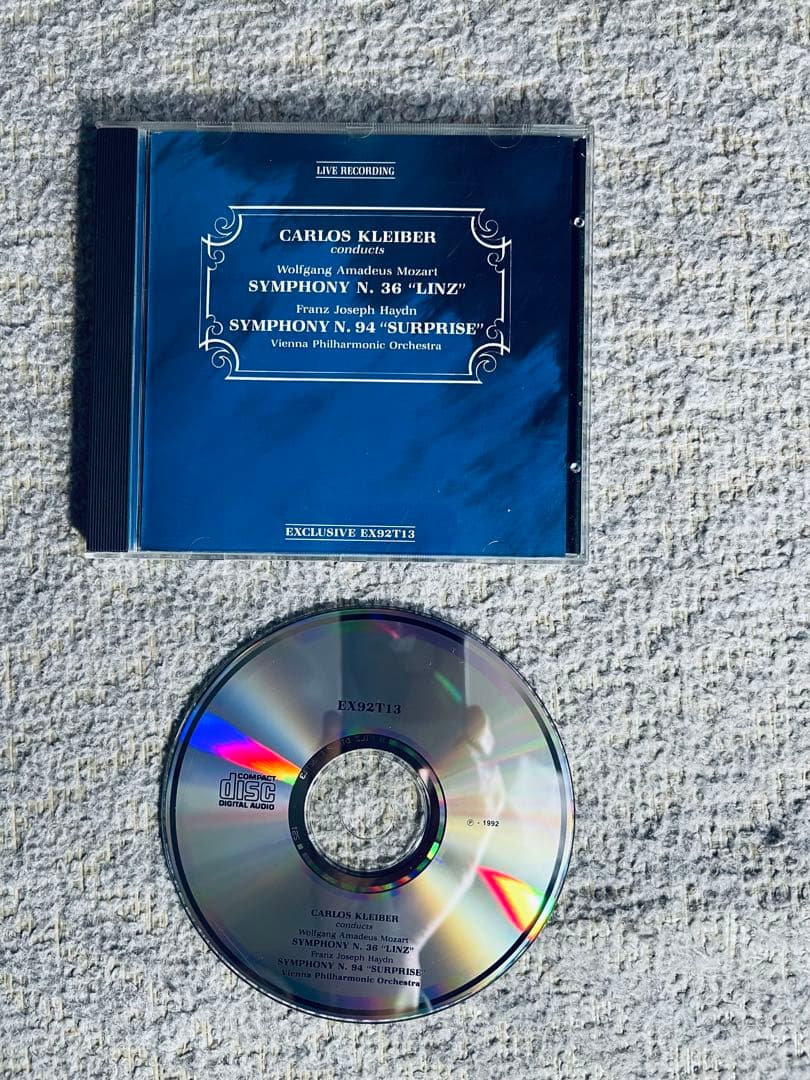 LIVE RECORDING
CARLOS KLEIBER
conducts
Wolfgang Amadeus Mozart
SYMPHONY N. 36 "LINZ"
Franz Joseph Haydn
SYMPHONY N. 94 "SURPRISE"
Vienna Philharmonic Orchestra
EXCLUSIVE EX92T13
EX92T13
COMPACT
disc
DIGITAL AUDIO
℗ - 1992
CARLOS KLEIBER
conducts
Wolfgang Amadeus Mozart
SYMPHONY N. 36 "LINZ"
Franz Joseph Haydn
SYMPHONY N. 94 "SURPRISE"
Vienna Philharmonic Orchestra